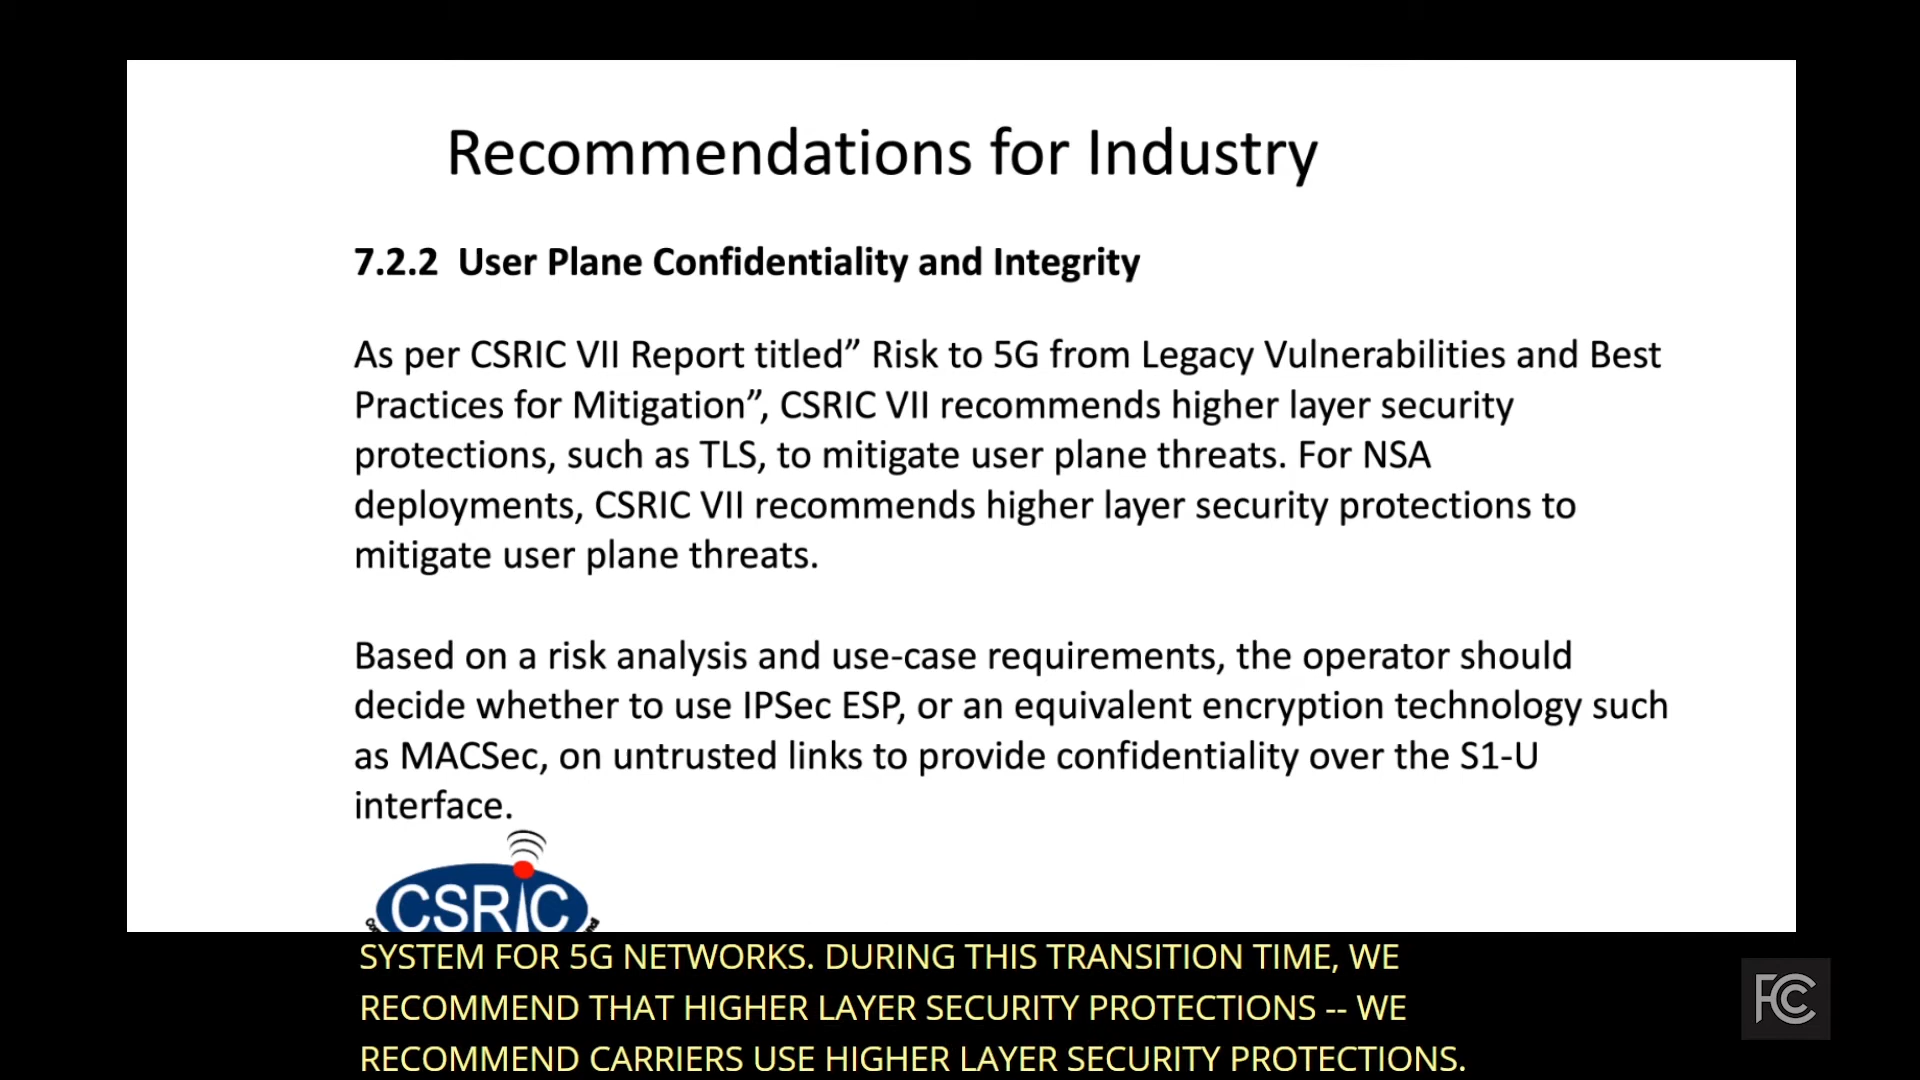 Recommendations for Industry
7.2.2 User Plane Confidentiality and Integrity
As per CSRIC VII Report titled” Risk to 5G from Legacy Vulnerabilities and Best
Practices for Mitigation”, CSRIC VII recommends higher layer security
protections, such as TLS, to mitigate user plane threats. For NSA
deployments, CSRIC VII recommends higher layer security protections to
mitigate user plane threats.
Based on a risk analysis and use-case requirements, the operator should
decide whether to use IPSec ESP, or an equivalent encryption technology such
as MACSec, on untrusted links to provide confidentiality over the S1-U
interface.
CSRIC
SYSTEM FOR 5G NETWORKS. DURING THIS TRANSITION TIME, WE
RECOMMEND THAT HIGHER LAYER SECURITY PROTECTIONS -- WE
RECOMMEND CARRIERS USE HIGHER LAYER SECURITY PROTECTIONS.
FCC